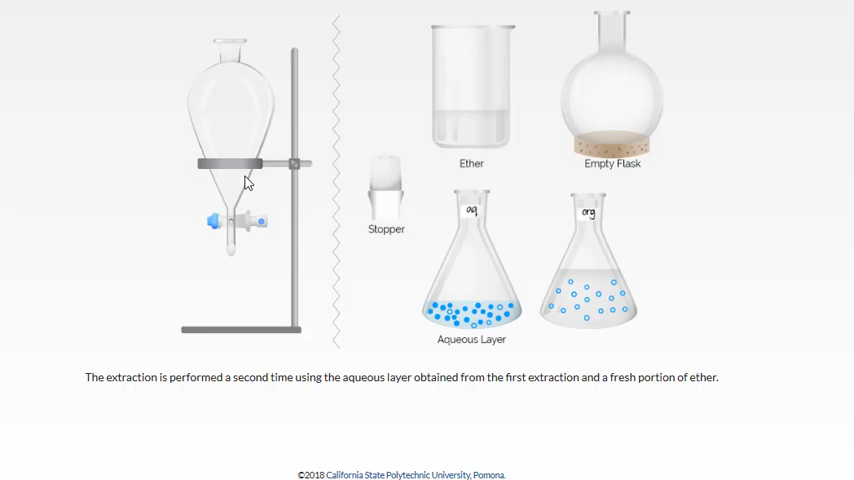 Ether
Empty Flask
aq
org
Stopper
Aqueous Layer
The extraction is performed a second time using the aqueous layer obtained from the first extraction and a fresh portion of ether.
©2018 California State Polytechnic University, Pomona.